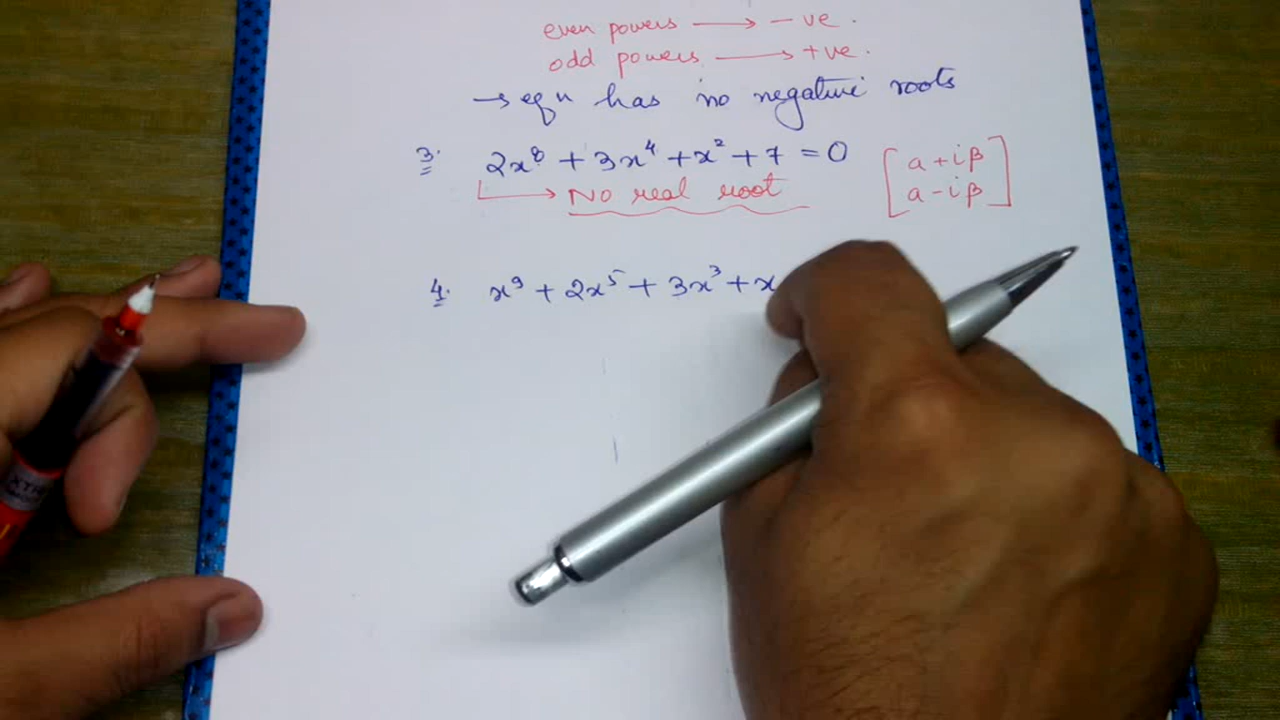 even powers → -ve.
odd powers → +ve.
→ eqn has no negative roots
3. 2x⁸ + 3x⁴ + x² + 7 = 0 [a + iβ
→ No real root a - iβ]
4. x⁹ + 2x⁵ + 3x³ + x